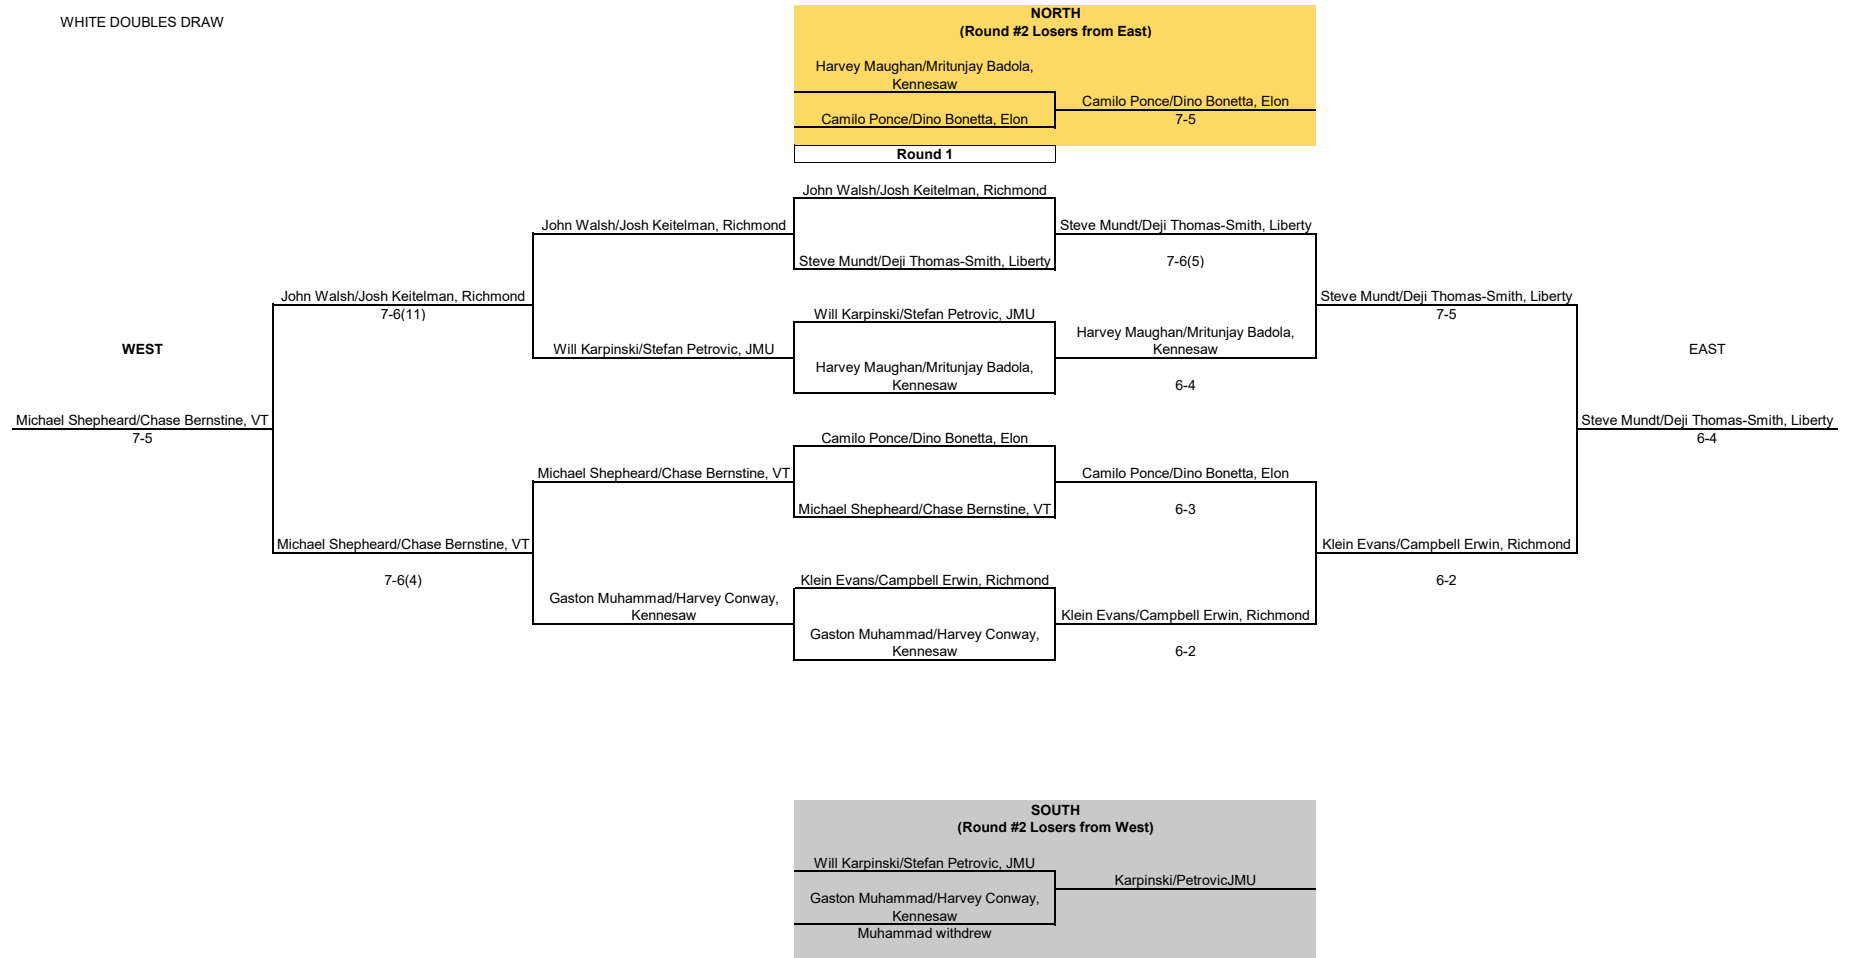 WHITE DOUBLES DRAW
NORTH
(Round #2 Losers from East)
Harvey Maughan/Mritunjay Badola,
Kennesaw
Camilo Ponce/Dino Bonetta, Elon
Camilo Ponce/Dino Bonetta, Elon
7-5
Round 1
John Walsh/Josh Keitelman, Richmond
John Walsh/Josh Keitelman, Richmond
Steve Mundt/Deji Thomas-Smith, Liberty
Steve Mundt/Deji Thomas-Smith, Liberty
7-6(5)
John Walsh/Josh Keitelman, Richmond
7-6(11)
Steve Mundt/Deji Thomas-Smith, Liberty
7-5
Will Karpinski/Stefan Petrovic, JMU
WEST
Will Karpinski/Stefan Petrovic, JMU
Harvey Maughan/Mritunjay Badola,
Kennesaw
EAST
Harvey Maughan/Mritunjay Badola,
Kennesaw
6-4
Michael Shepheard/Chase Bernstine, VT
7-5
Steve Mundt/Deji Thomas-Smith, Liberty
6-4
Camilo Ponce/Dino Bonetta, Elon
Michael Shepheard/Chase Bernstine, VT
Camilo Ponce/Dino Bonetta, Elon
Michael Shepheard/Chase Bernstine, VT
6-3
Michael Shepheard/Chase Bernstine, VT
7-6(4)
Klein Evans/Campbell Erwin, Richmond
6-2
Klein Evans/Campbell Erwin, Richmond
Gaston Muhammad/Harvey Conway,
Kennesaw
Klein Evans/Campbell Erwin, Richmond
Gaston Muhammad/Harvey Conway,
Kennesaw
6-2
SOUTH
(Round #2 Losers from West)
Will Karpinski/Stefan Petrovic, JMU
Karpinski/PetrovicJMU
Gaston Muhammad/Harvey Conway,
Kennesaw
Muhammad withdrew